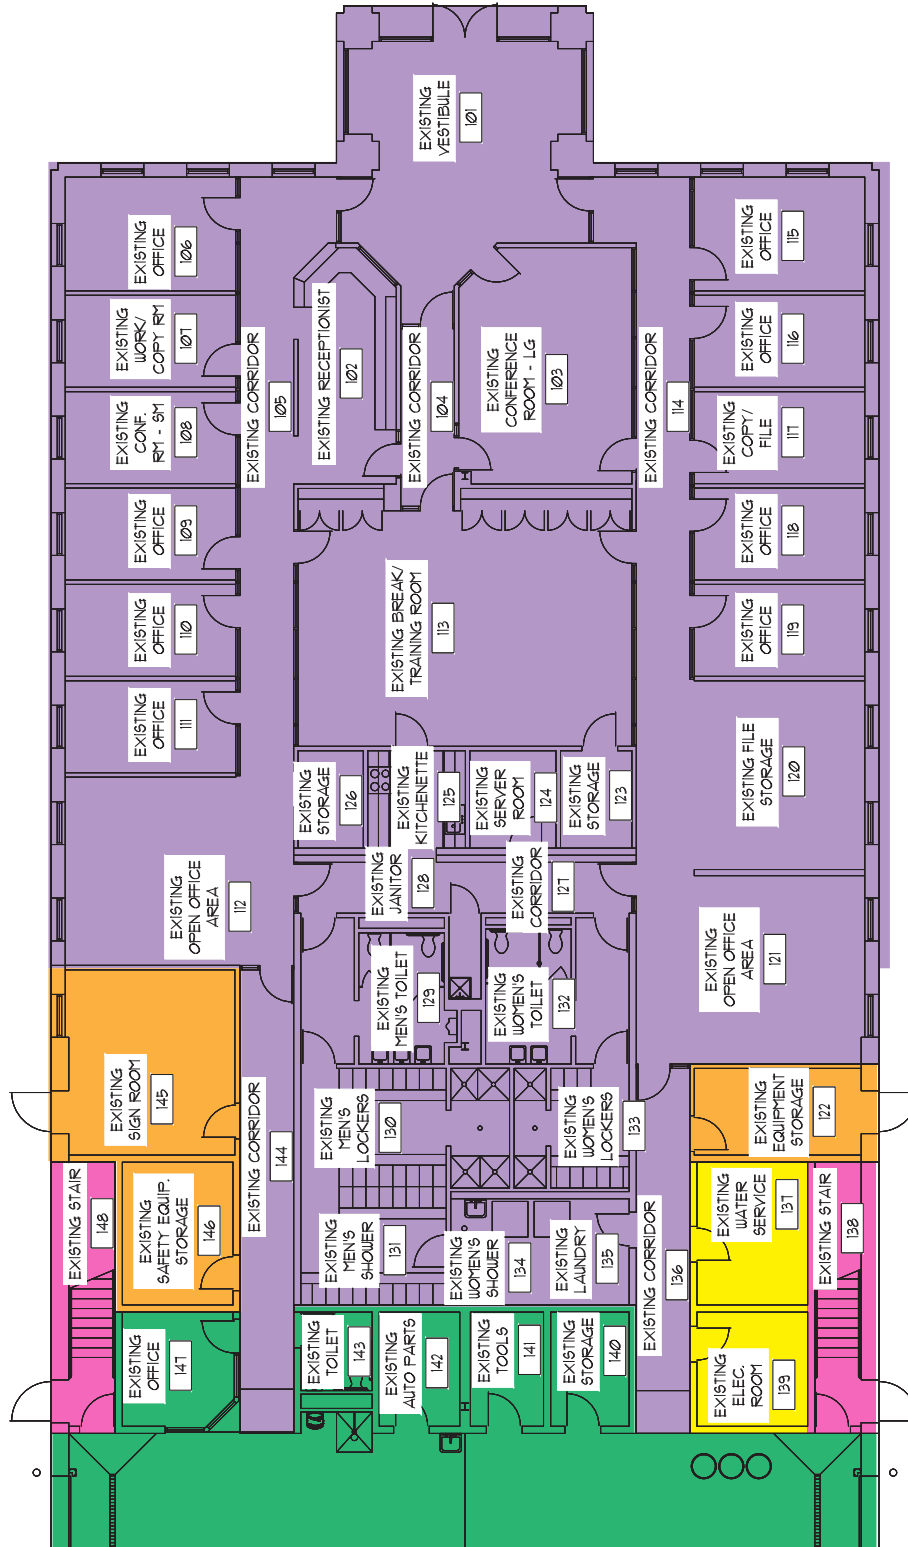 EXISTING
VESTIBULE
101
EXISTING
OFFICE
106
EXISTING
WORK/
COPY RM
107
EXISTING
CONF.
RM - SM
108
EXISTING
OFFICE
109
EXISTING
OFFICE
110
EXISTING
OFFICE
111
EXISTING CORRIDOR
105
EXISTING RECEPTIONIST
102
EXISTING CORRIDOR
104
EXISTING
CONFERENCE
ROOM - LG
103
EXISTING CORRIDOR
114
EXISTING
OFFICE
115
EXISTING
OFFICE
116
EXISTING
COPY/
FILE
117
EXISTING
OFFICE
118
EXISTING
OFFICE
119
EXISTING BREAK/
TRAINING ROOM
113
EXISTING FILE
STORAGE
120
EXISTING
STORAGE
126
EXISTING
KITCHENETTE
125
EXISTING
SERVER
ROOM
124
EXISTING
STORAGE
123
EXISTING
OPEN OFFICE
AREA
112
EXISTING
JANITOR
128
EXISTING
CORRIDOR
127
EXISTING
OPEN OFFICE
AREA
121
EXISTING
MEN'S TOILET
129
EXISTING
WOMEN'S
TOILET
132
EXISTING
SIGN ROOM
145
EXISTING CORRIDOR
144
EXISTING
MEN'S
LOCKERS
130
EXISTING
WOMEN'S
LOCKERS
133
EXISTING
EQUIPMENT
STORAGE
122
EXISTING STAIR
148
EXISTING
SAFETY EQUIP.
STORAGE
146
EXISTING
MEN'S
SHOWER
131
EXISTING
WOMEN'S
SHOWER
134
EXISTING
LAUNDRY
135
EXISTING CORRIDOR
136
EXISTING
WATER
SERVICE
137
EXISTING STAIR
138
EXISTING
OFFICE
147
EXISTING
TOILET
143
EXISTING
AUTO PARTS
142
EXISTING
TOOLS
141
EXISTING
STORAGE
140
EXISTING
ELEC.
ROOM
139